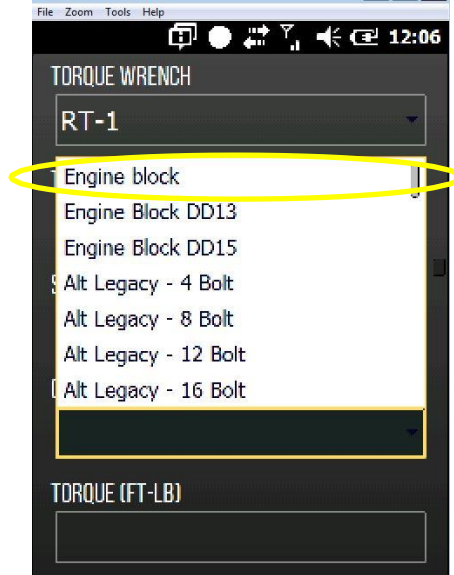 File Zoom Tools Help
12:06
TORQUE WRENCH
RT-1
Engine block
Engine Block DD13
Engine Block DD15
Alt Legacy - 4 Bolt
Alt Legacy - 8 Bolt
Alt Legacy - 12 Bolt
Alt Legacy - 16 Bolt
TORQUE (FT-LB)